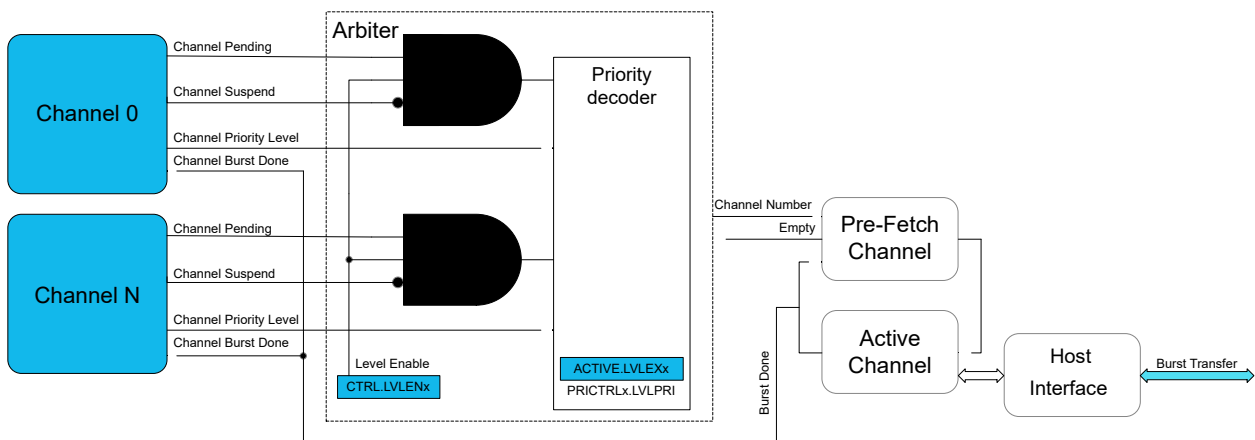 Arbiter
Channel 0
Channel Pending
Channel Suspend
Channel Priority Level
Channel Burst Done
Channel N
Channel Pending
Channel Suspend
Channel Priority Level
Channel Burst Done
Level Enable
CTRL.LVLENx
Priority
decoder
ACTIVE.LVLEXx
PRICTRLx.LVLPRI
Channel Number
Empty
Burst Done
Pre-Fetch
Channel
Active
Channel
Host
Interface
Burst Transfer